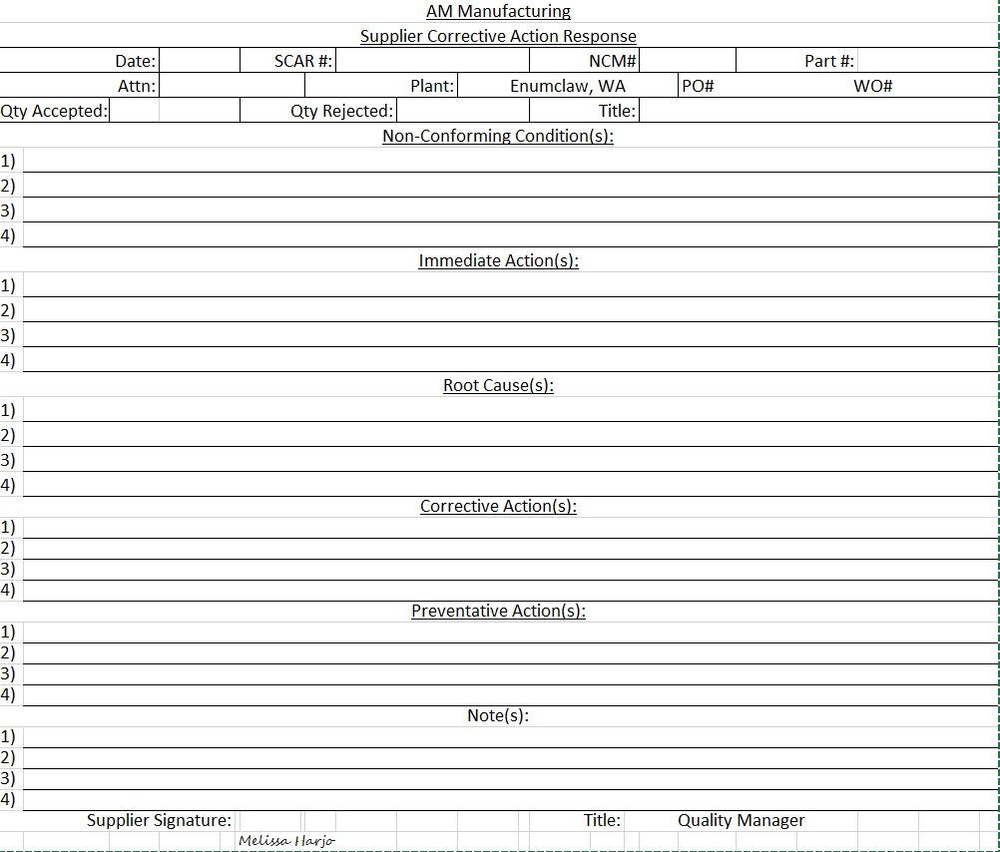 AM Manufacturing
Supplier Corrective Action Response
Date: SCAR #: NCM# Part #:
Attn: Plant: Enumclaw, WA PO# WO#
Qty Accepted: Qty Rejected: Title:
Non-Conforming Condition(s):
1)
2)
3)
4)
Immediate Action(s):
1)
2)
3)
4)
Root Cause(s):
1)
2)
3)
4)
Corrective Action(s):
1)
2)
3)
4)
Preventative Action(s):
1)
2)
3)
4)
Note(s):
1)
2)
3)
4)
Supplier Signature: Title: Quality Manager
Melissa Harjo